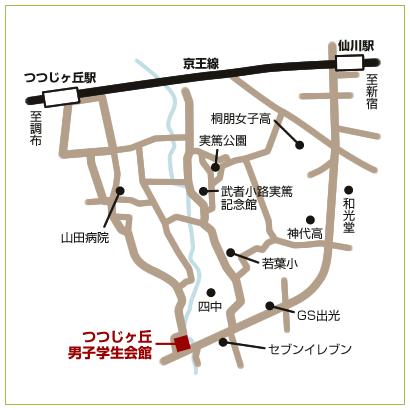 仙川駅
京王線
つつじヶ丘駅
至新宿
至調布
桐朋女子高
実篤公園
武者小路実篤
記念館
和光堂
神代高
山田病院
若葉小
四中
GS出光
つつじヶ丘
男子学生会館
セブンイレブン